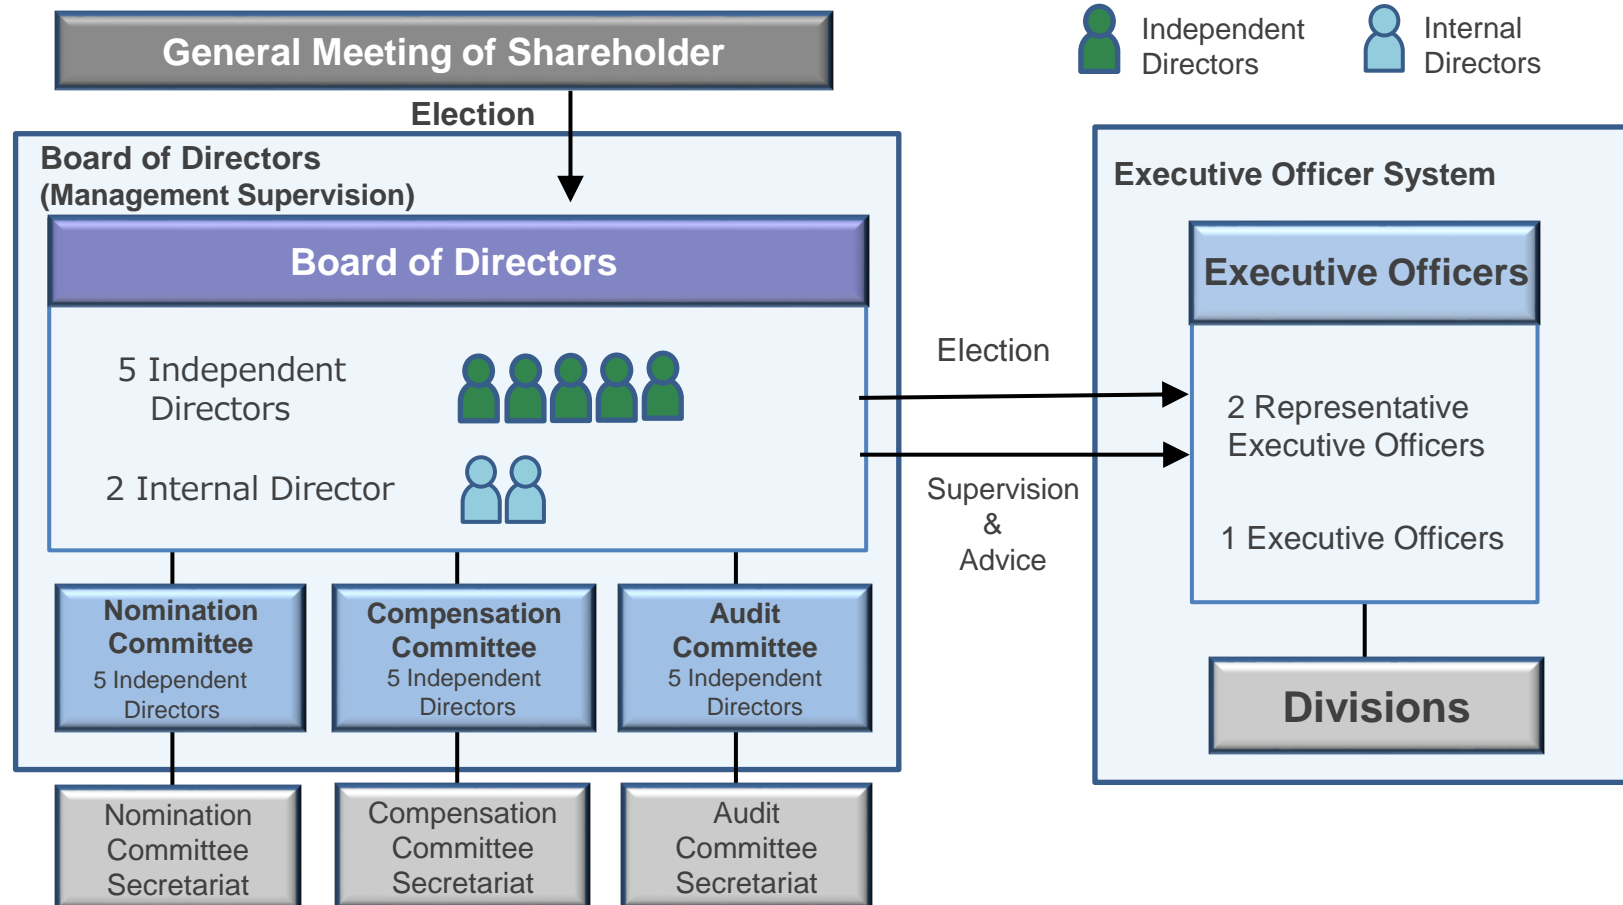 General Meeting of Shareholder
Independent
Directors
Internal
Directors
Election
Board of Directors
(Management Supervision)
Board of Directors
5 Independent
Directors
2 Internal Director
Nomination
Committee
5 Independent
Directors
Compensation
Committee
5 Independent
Directors
Audit
Committee
5 Independent
Directors
Nomination
Committee
Secretariat
Compensation
Committee
Secretariat
Audit
Committee
Secretariat
Election
Supervision
&
Advice
Executive Officer System
Executive Officers
2 Representative
Executive Officers
1 Executive Officers
Divisions